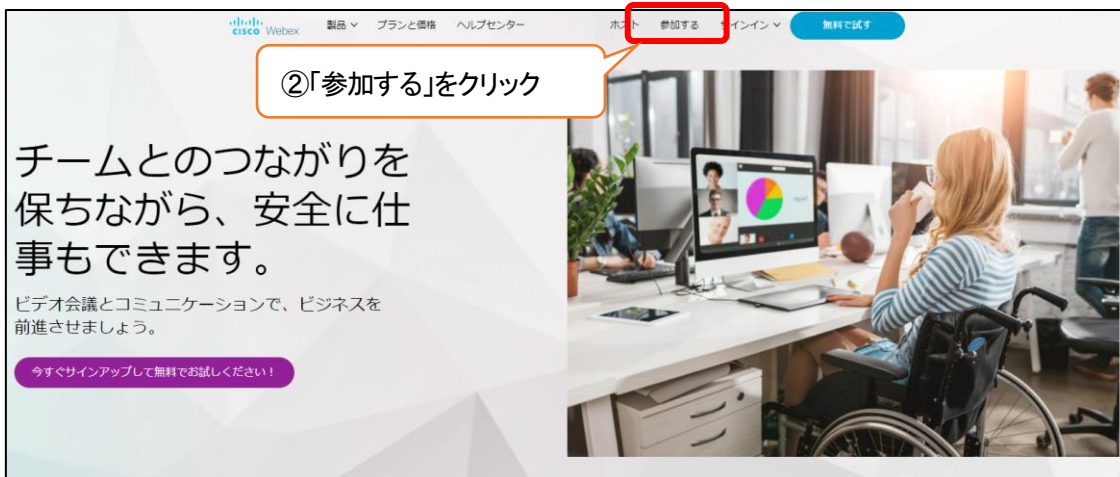 cisco Webex 製品 プランと価格 ヘルプセンター ホスト 参加する サインイン 無料で試す
②「参加する」をクリック
チームとのつながりを
保ちながら、安全に仕
事もできます。
ビデオ会議とコミュニケーションで、ビジネスを
前進させましょう。
今すぐサインアップして無料でお試しください！